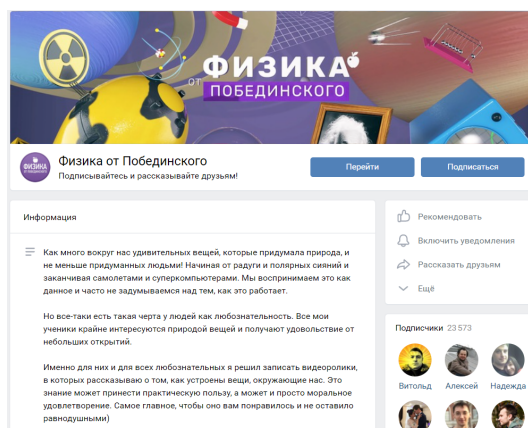 ФИЗИКА
ОТ
ПОБЕДИНСКОГО
ФИЗИКА
Физика от Побединского
Подписывайтесь и рассказывайте друзьям!
Перейти
Подписаться
Информация
Как много вокруг нас удивительных вещей, которые придумала природа, и
не меньше придуманных людьми! Начиная от радуги и полярных сияний и
заканчивая самолетами и суперкомпьютерами. Мы воспринимаем это как
данное и часто не задумываемся над тем, как это работает.
Но все-таки есть такая черта у людей как любознательность. Все мои
ученики крайне интересуются природой вещей и получают удовольствие от
небольших открытий.
Именно для них и для всех любознательных я решил записать видеоролики,
в которых рассказываю о том, как устроены вещи, окружающие нас. Это
знание может принести практическую пользу, а может и просто моральное
удовлетворение. Самое главное, чтобы оно вам понравилось и не оставило
равнодушными)
Рекомендовать
Включить уведомления
Рассказать друзьям
Ещё
Подписчики 23 573
Витольд
Алексей
Надежда